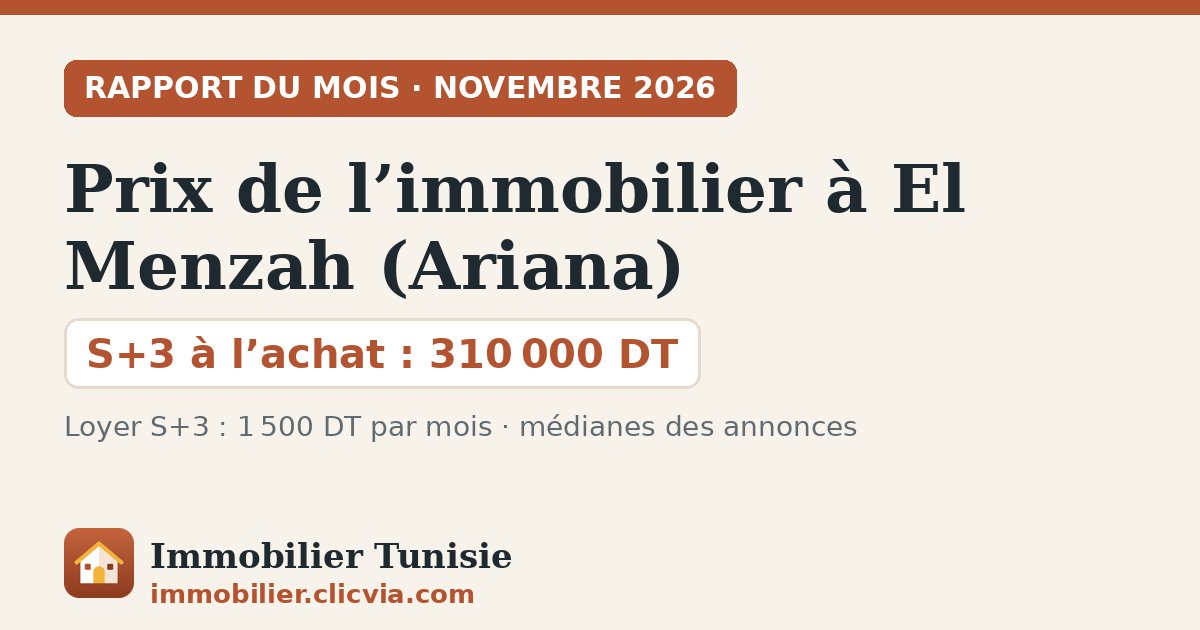 RAPPORT DU MOIS · NOVEMBRE 2026
Prix de l’immobilier à El
Menzah (Ariana)
S+3 à l’achat : 310 000 DT
Loyer S+3 : 1 500 DT par mois · médianes des annonces
Immobilier Tunisie
immobilier.clicvia.com